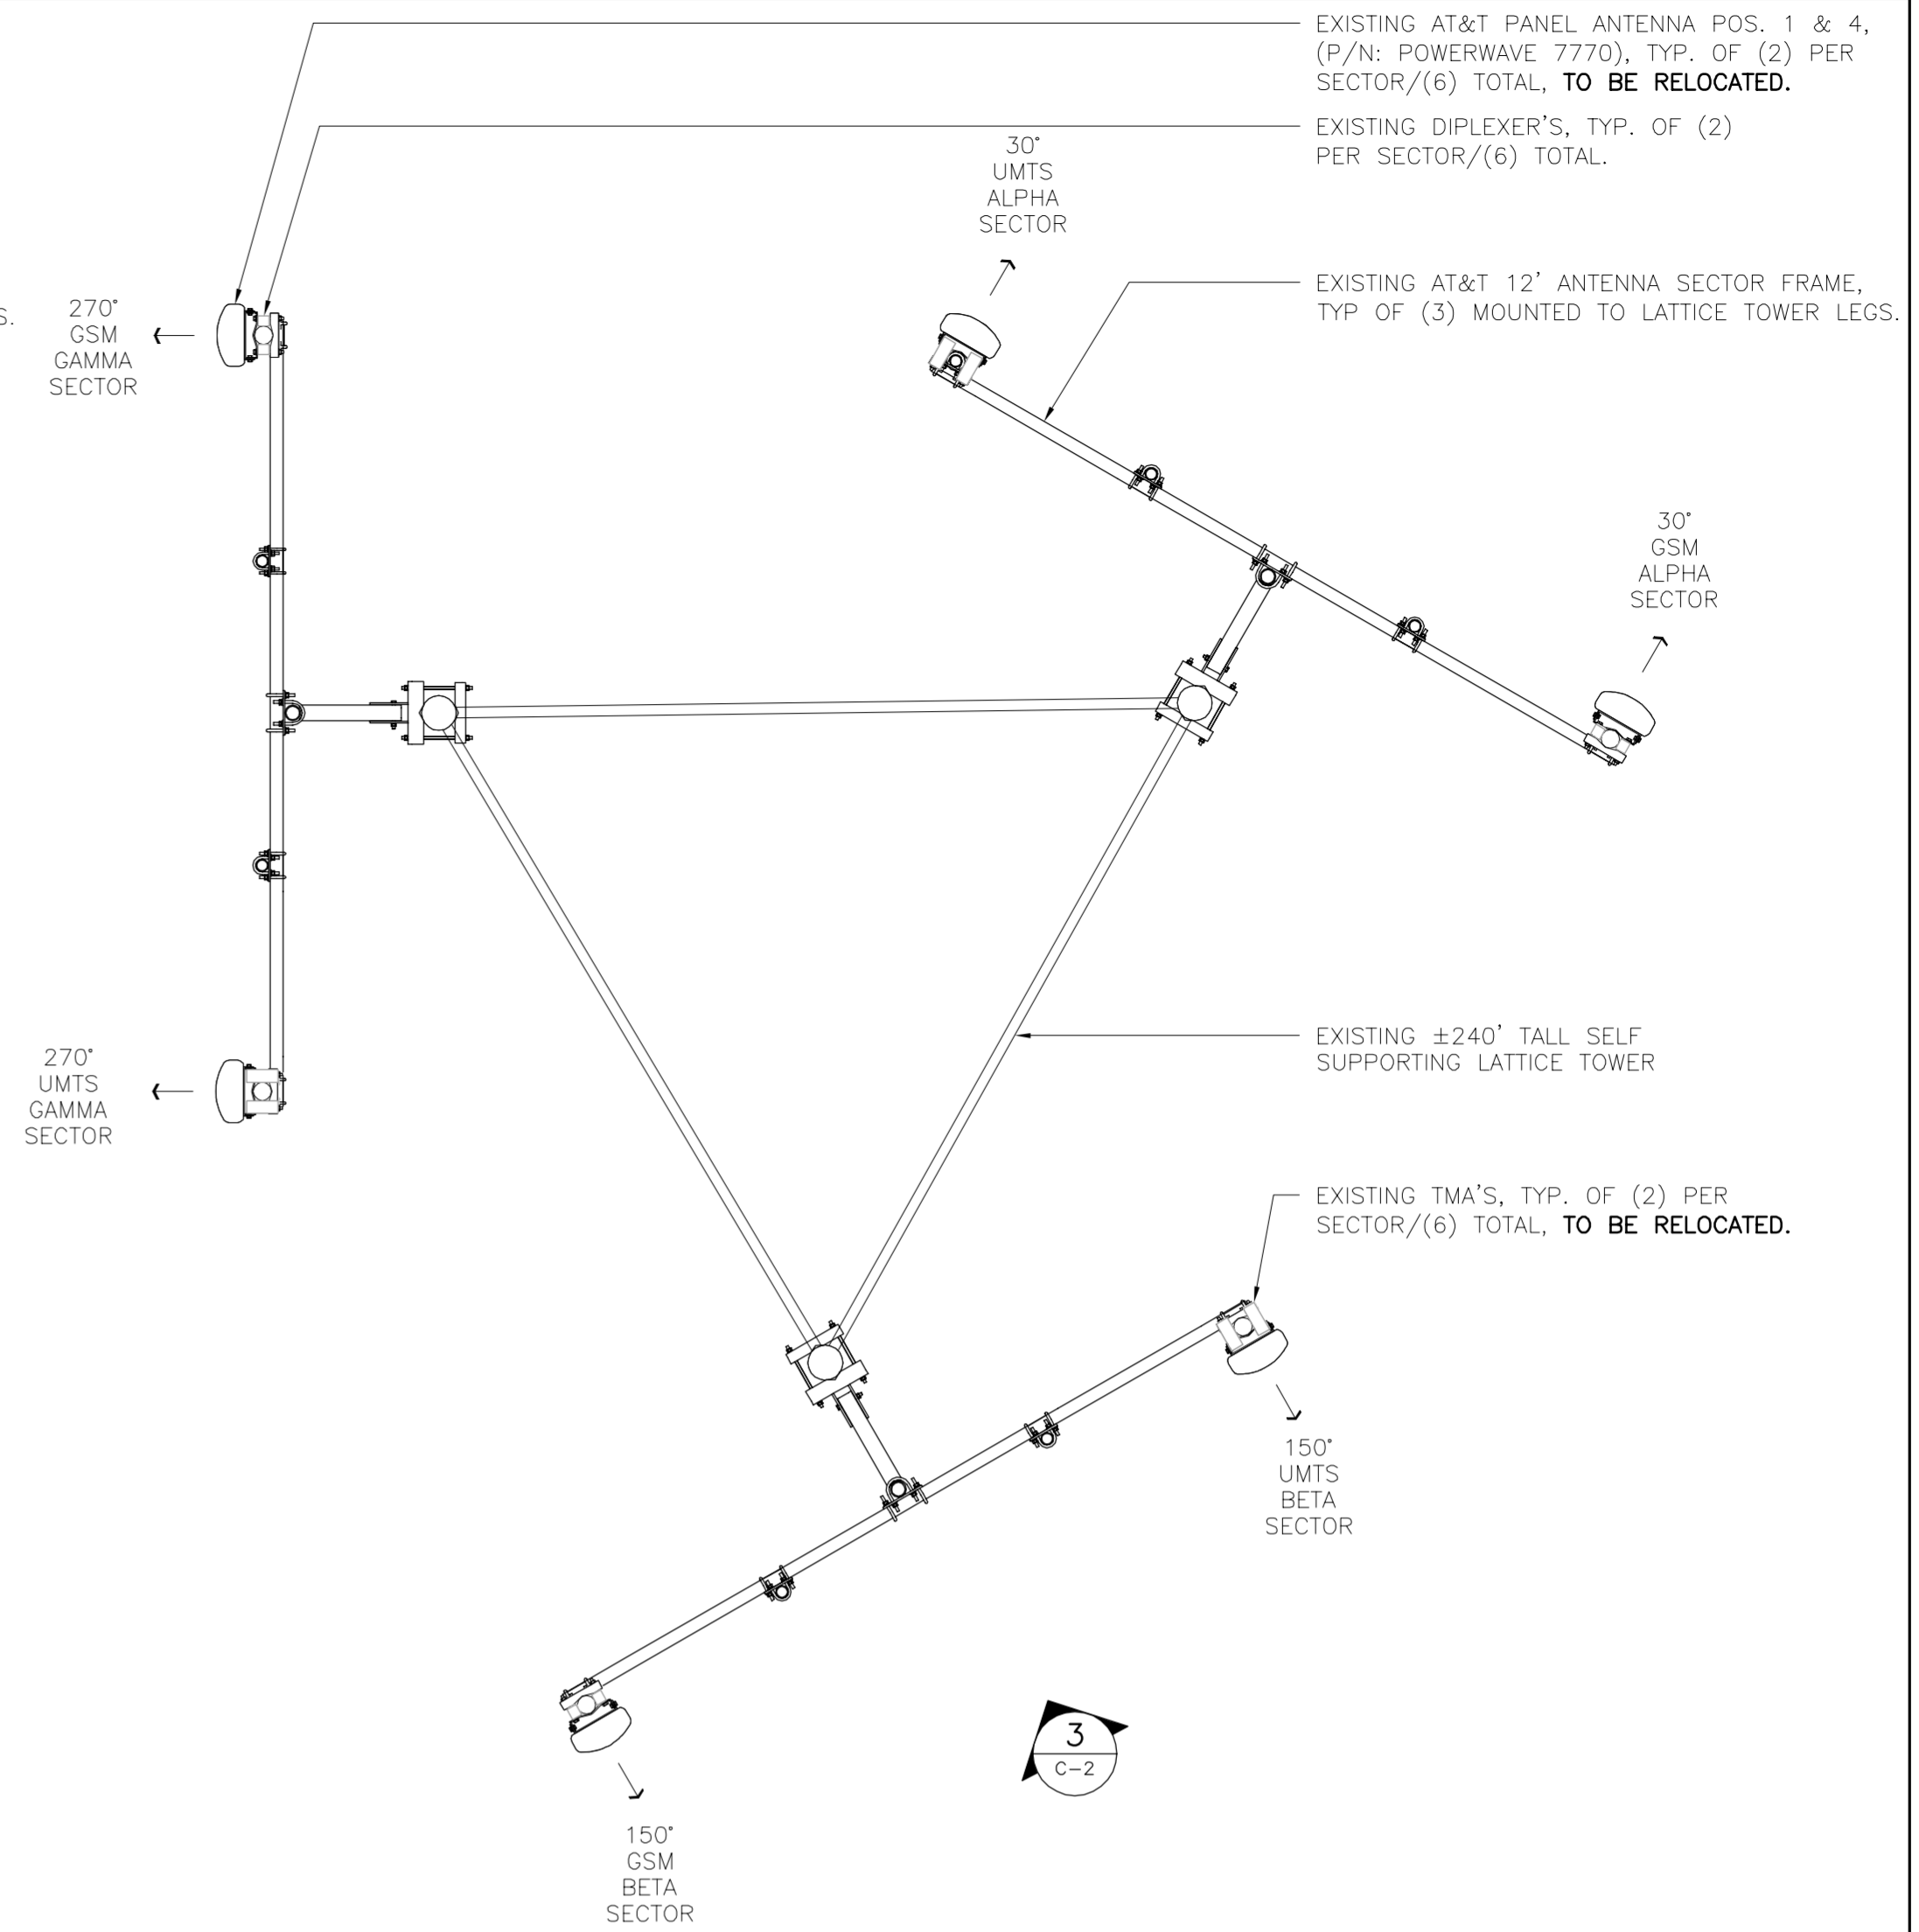 EXISTING AT&T PANEL ANTENNA POS. 1 & 4,
(P/N: POWERWAVE 7770), TYP. OF (2) PER
SECTOR/(6) TOTAL, TO BE RELOCATED.
EXISTING DIPLEXER'S, TYP. OF (2)
PER SECTOR/(6) TOTAL.
30°
UMTS
ALPHA
SECTOR
EXISTING AT&T 12' ANTENNA SECTOR FRAME,
TYP OF (3) MOUNTED TO LATTICE TOWER LEGS.
S.
270°
GSM
GAMMA
SECTOR
30°
GSM
ALPHA
SECTOR
EXISTING ±240' TALL SELF
SUPPORTING LATTICE TOWER
270°
UMTS
GAMMA
SECTOR
EXISTING TMA'S, TYP. OF (2) PER
SECTOR/(6) TOTAL, TO BE RELOCATED.
150°
UMTS
BETA
SECTOR
3
C-2
150°
GSM
BETA
SECTOR